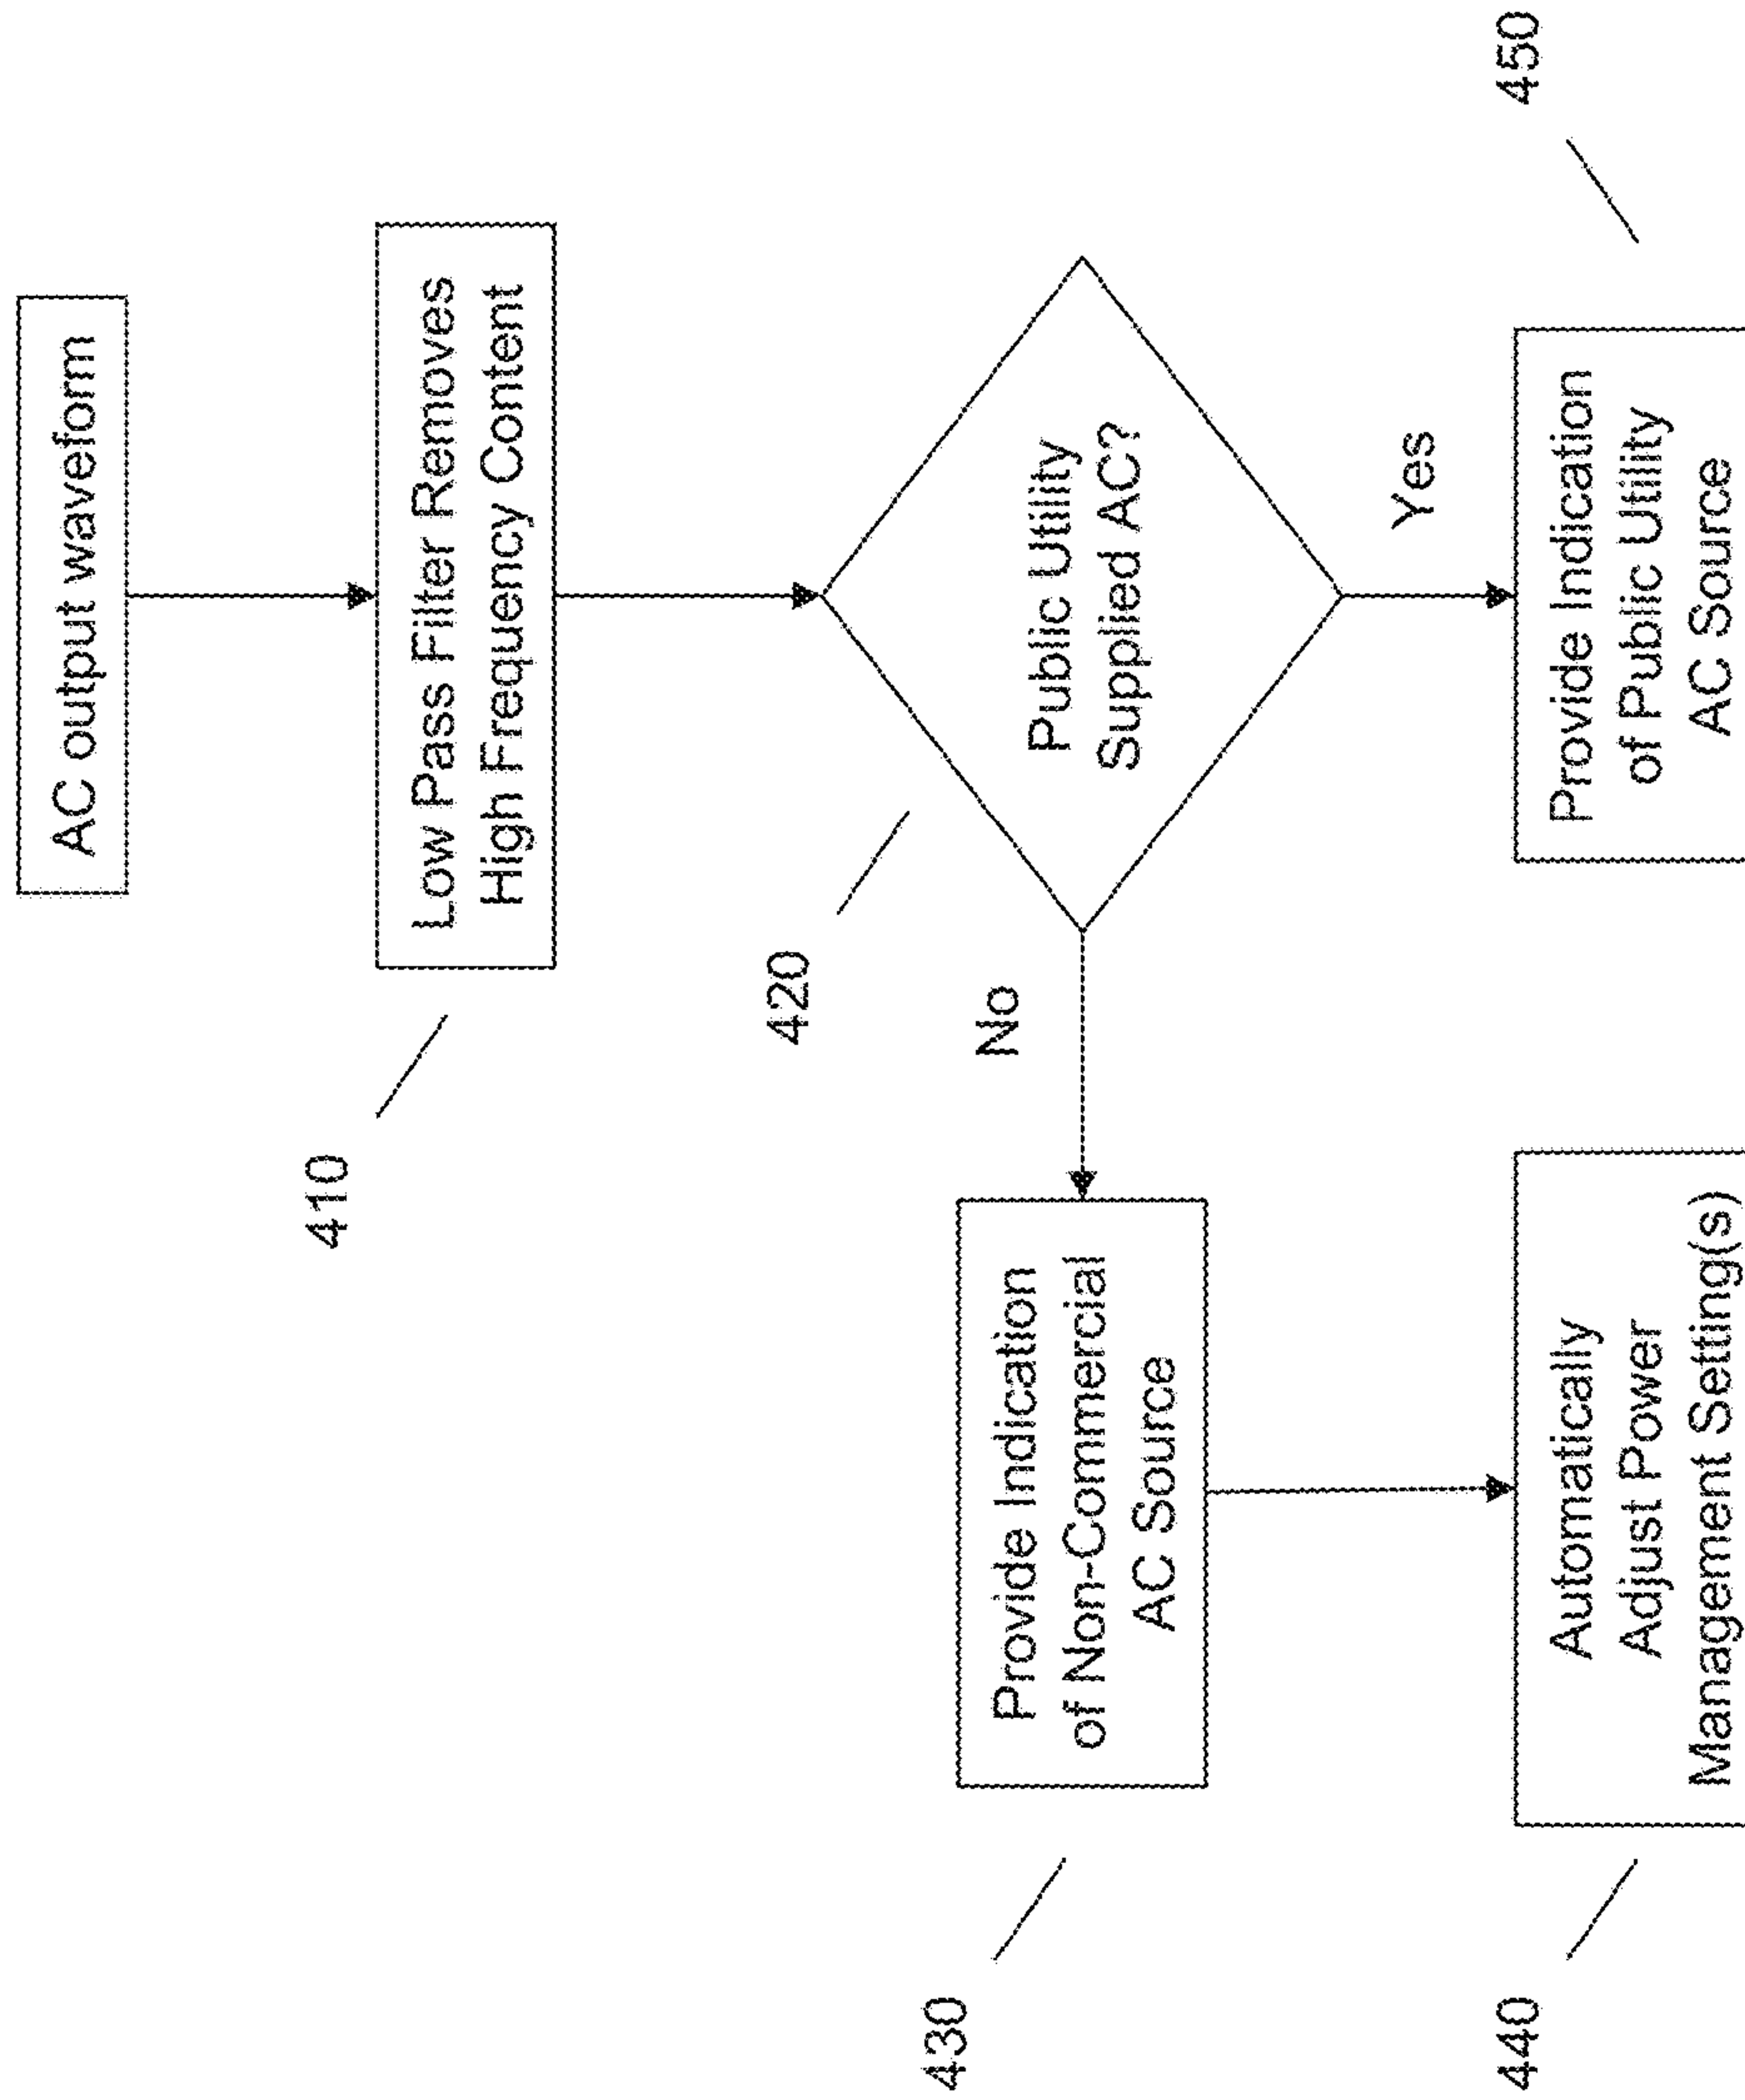 AC output waveform
410
Low Pass Filter Removes
High Frequency Content
420
Public Utility
Supplied AC?
No
Yes
430
Provide Indication
of Non-Commercial
AC Source
440
Automatically
Adjust Power
Management Setting(s)
450
Provide Indication
of Public Utility
AC Source